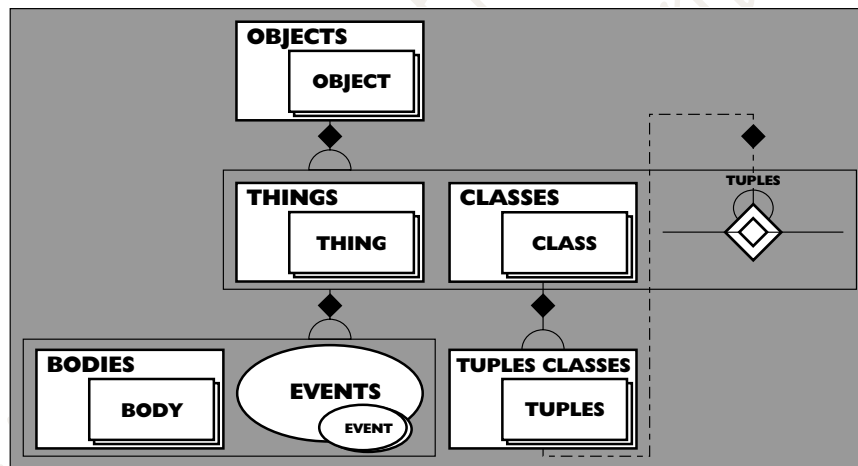 OBJECTS
OBJECT
TUPLES
THINGS
THING
CLASSES
CLASS
BODIES
BODY
EVENTS
EVENT
TUPLES CLASSES
TUPLES